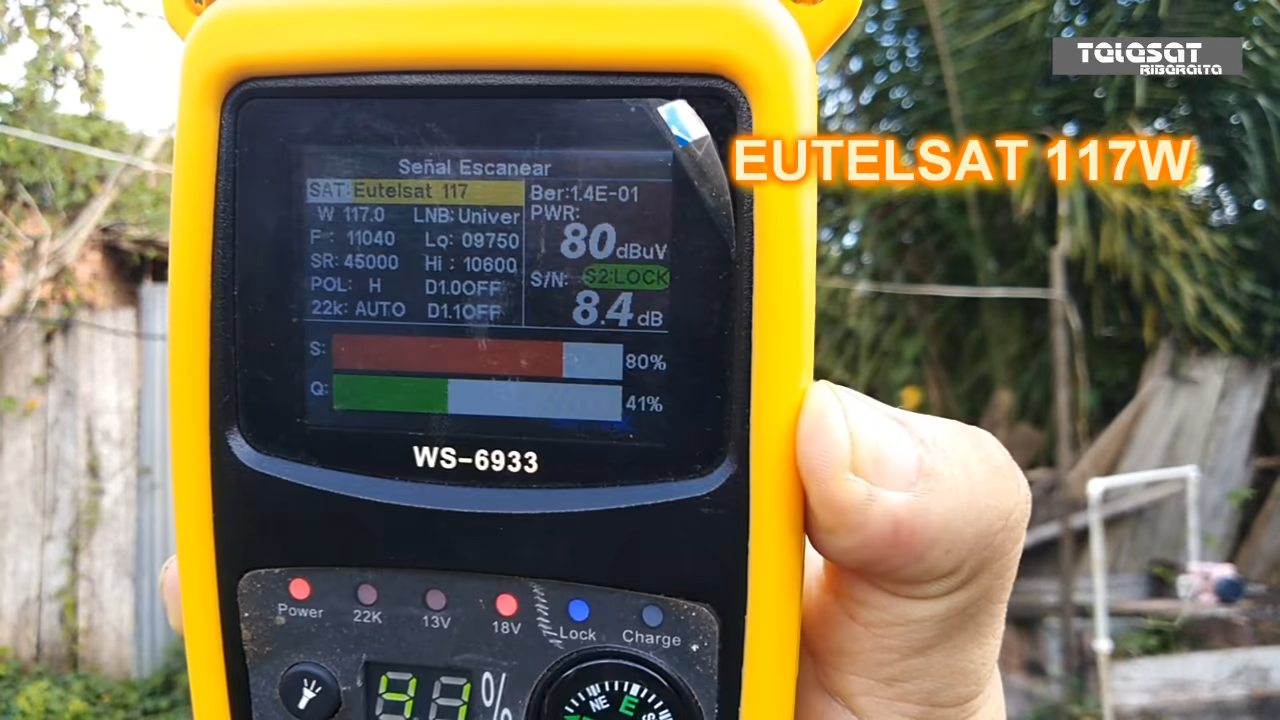 TELESAT
RIBERALTA
EUTELSAT 117W
Señal Escanear
SAT: Eutelsat 117
W 117.0 LNB: Univer
F : 11040 Lo: 09750
SR: 45000 Hi : 10600
POL: H D1.0OFF
22k: AUTO D1.1OFF
Ber:1.4E-01
PWR:
80 dBuV
S/N: S2:LOCK
8.4 dB
S: 80%
Q: 41%
WS-6933
Power 22K 13V 18V Lock Charge
41 %
NE E